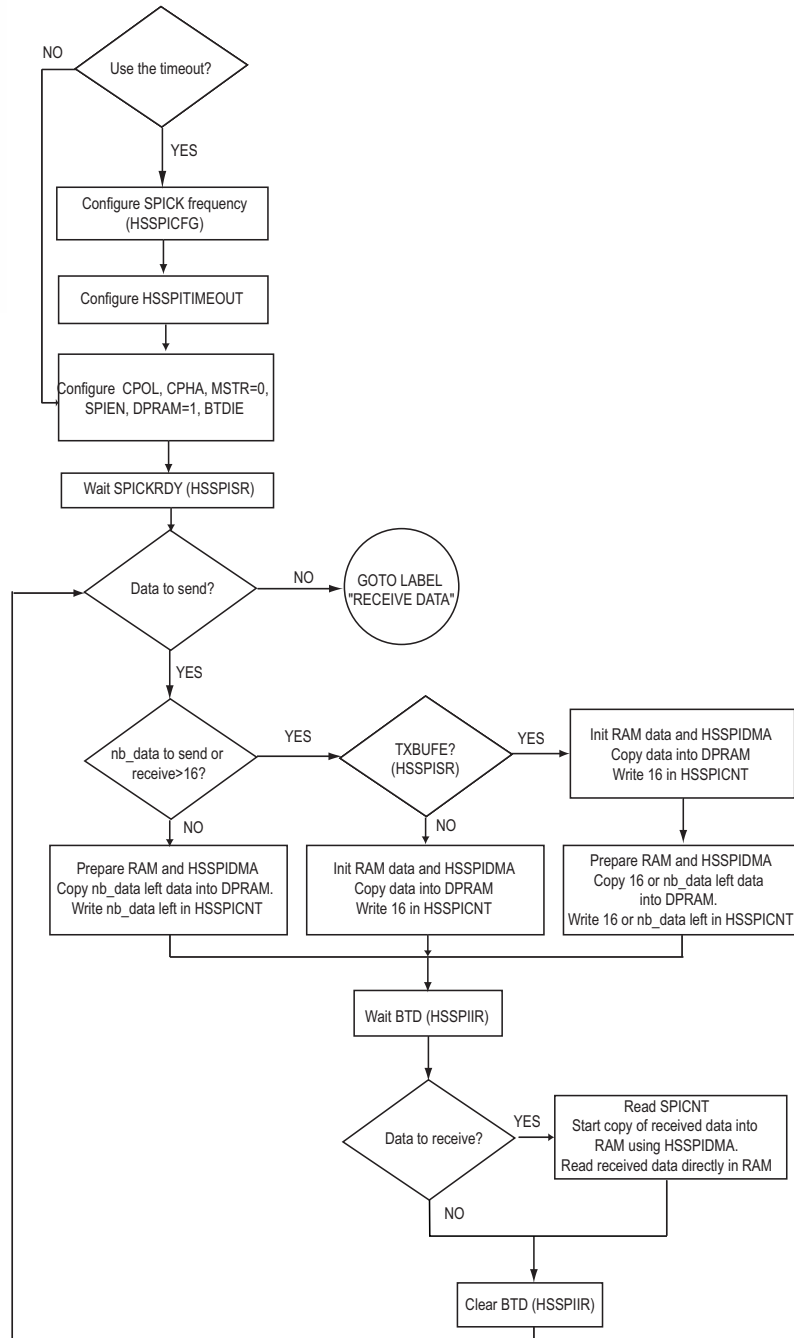 Use the timeout?
NO
YES
Configure SPICK frequency
(HSSPICFG)
Configure HSSPITIMEOUT
Configure CPOL, CPHA, MSTR=0,
SPIEN, DPRAM=1, BTDIE
Wait SPICKRDY (HSSPISR)
Data to send?
NO
GOTO LABEL
"RECEIVE DATA"
YES
nb_data to send or
receive>16?
YES
TXBUFE?
(HSSPISR)
YES
Init RAM data and HSSPIDMA
Copy data into DPRAM
Write 16 in HSSPICNT
NO
NO
Prepare RAM and HSSPIDMA
Copy nb_data left data into DPRAM.
Write nb_data left in HSSPICNT
Init RAM data and HSSPIDMA
Copy data into DPRAM
Write 16 in HSSPICNT
Prepare RAM and HSSPIDMA
Copy 16 or nb_data left data
into DPRAM.
Write 16 or nb_data left in HSSPICNT
Wait BTD (HSSPIIR)
Data to receive?
YES
Read SPICNT
Start copy of received data into
RAM using HSSPIDMA.
Read received data directly in RAM
NO
Clear BTD (HSSPIIR)